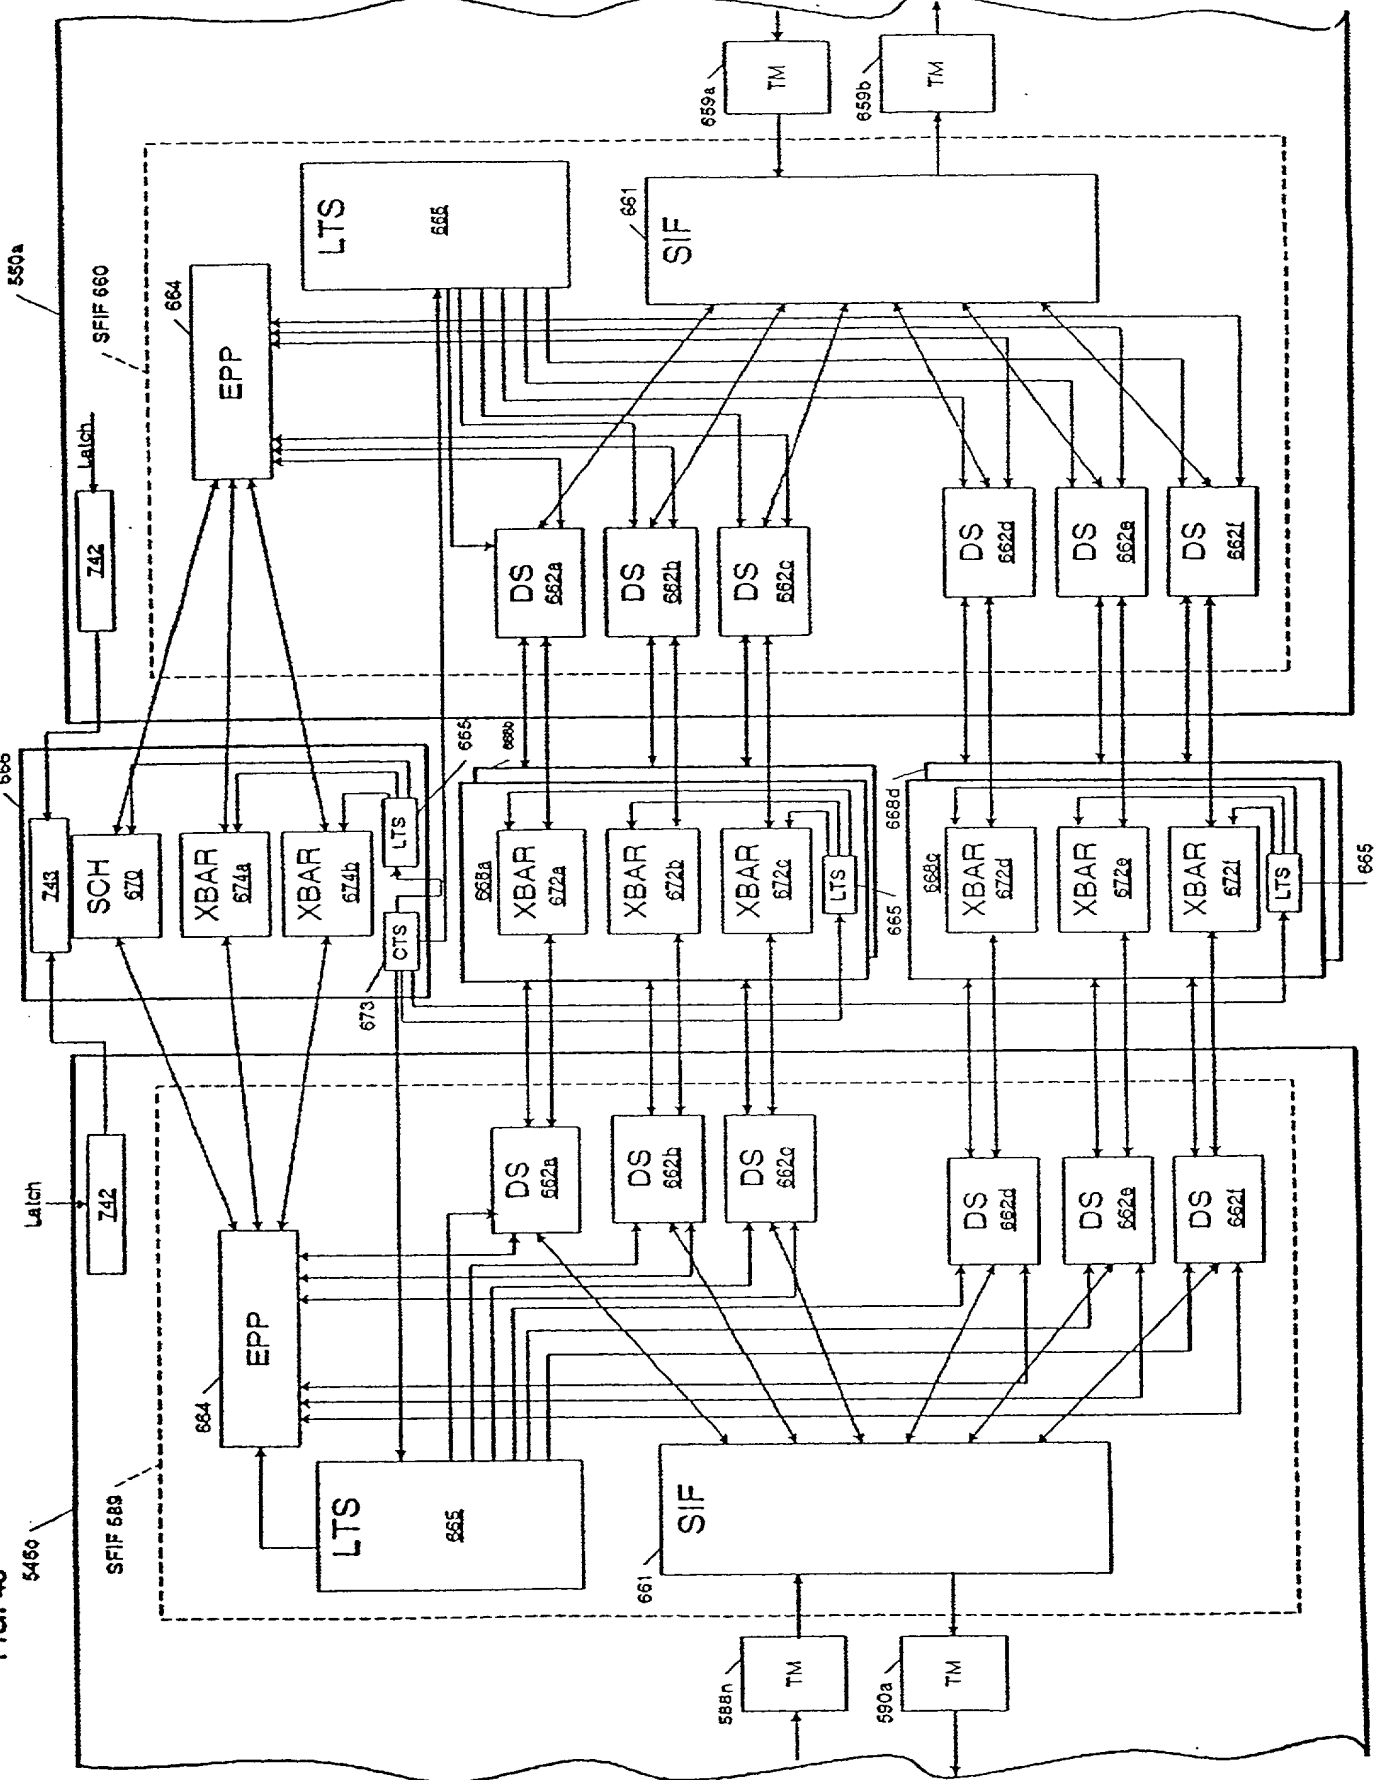 SFIF 589
Latch
742
664
EPP
LTS
665
DS
662a
DS
662b
DS
662c
DS
662d
DS
662e
DS
662f
661
SIF
588n
TM
590a
TM
666
743
SCH
670
XBAR
674a
XBAR
674b
673
CTS
LTS
665
668a
668b
XBAR
672a
XBAR
672b
XBAR
672c
LTS
665
668c
668d
XBAR
672d
XBAR
672e
XBAR
672f
LTS
665
550a
SFIF 660
Latch
742
664
EPP
LTS
665
DS
662a
DS
662b
DS
662c
DS
662d
DS
662e
DS
662f
661
SIF
659a
TM
659b
TM